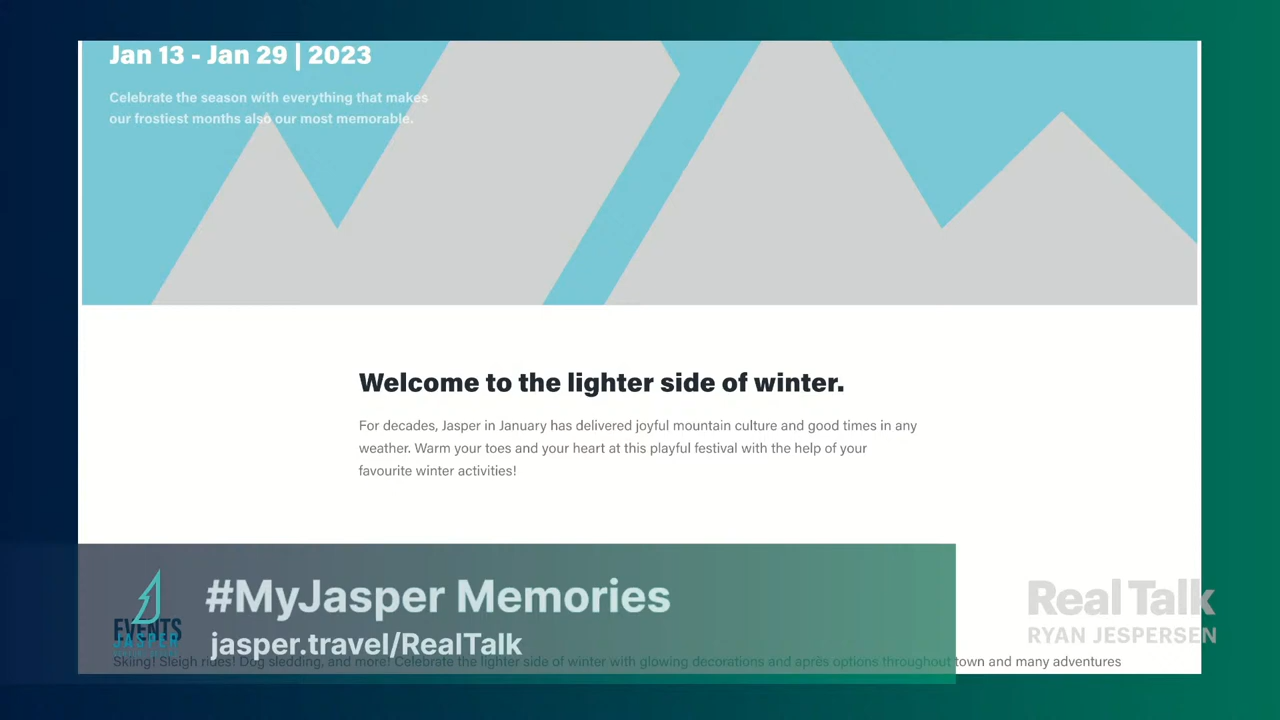 Jan 13 - Jan 29 | 2023
Celebrate the season with everything that makes
our frostiest months also our most memorable.
Welcome to the lighter side of winter.
For decades, Jasper in January has delivered joyful mountain culture and good times in any
weather. Warm your toes and your heart at this playful festival with the help of your
favourite winter activities!
#MyJasper Memories
jasper.travel/RealTalk
EVENTS
JASPER
Real Talk
RYAN JESPERSEN
Skiing! Sleigh rides! Dog sledding, and more! Celebrate the lighter side of winter with glowing decorations and après options throughout town and many adventures